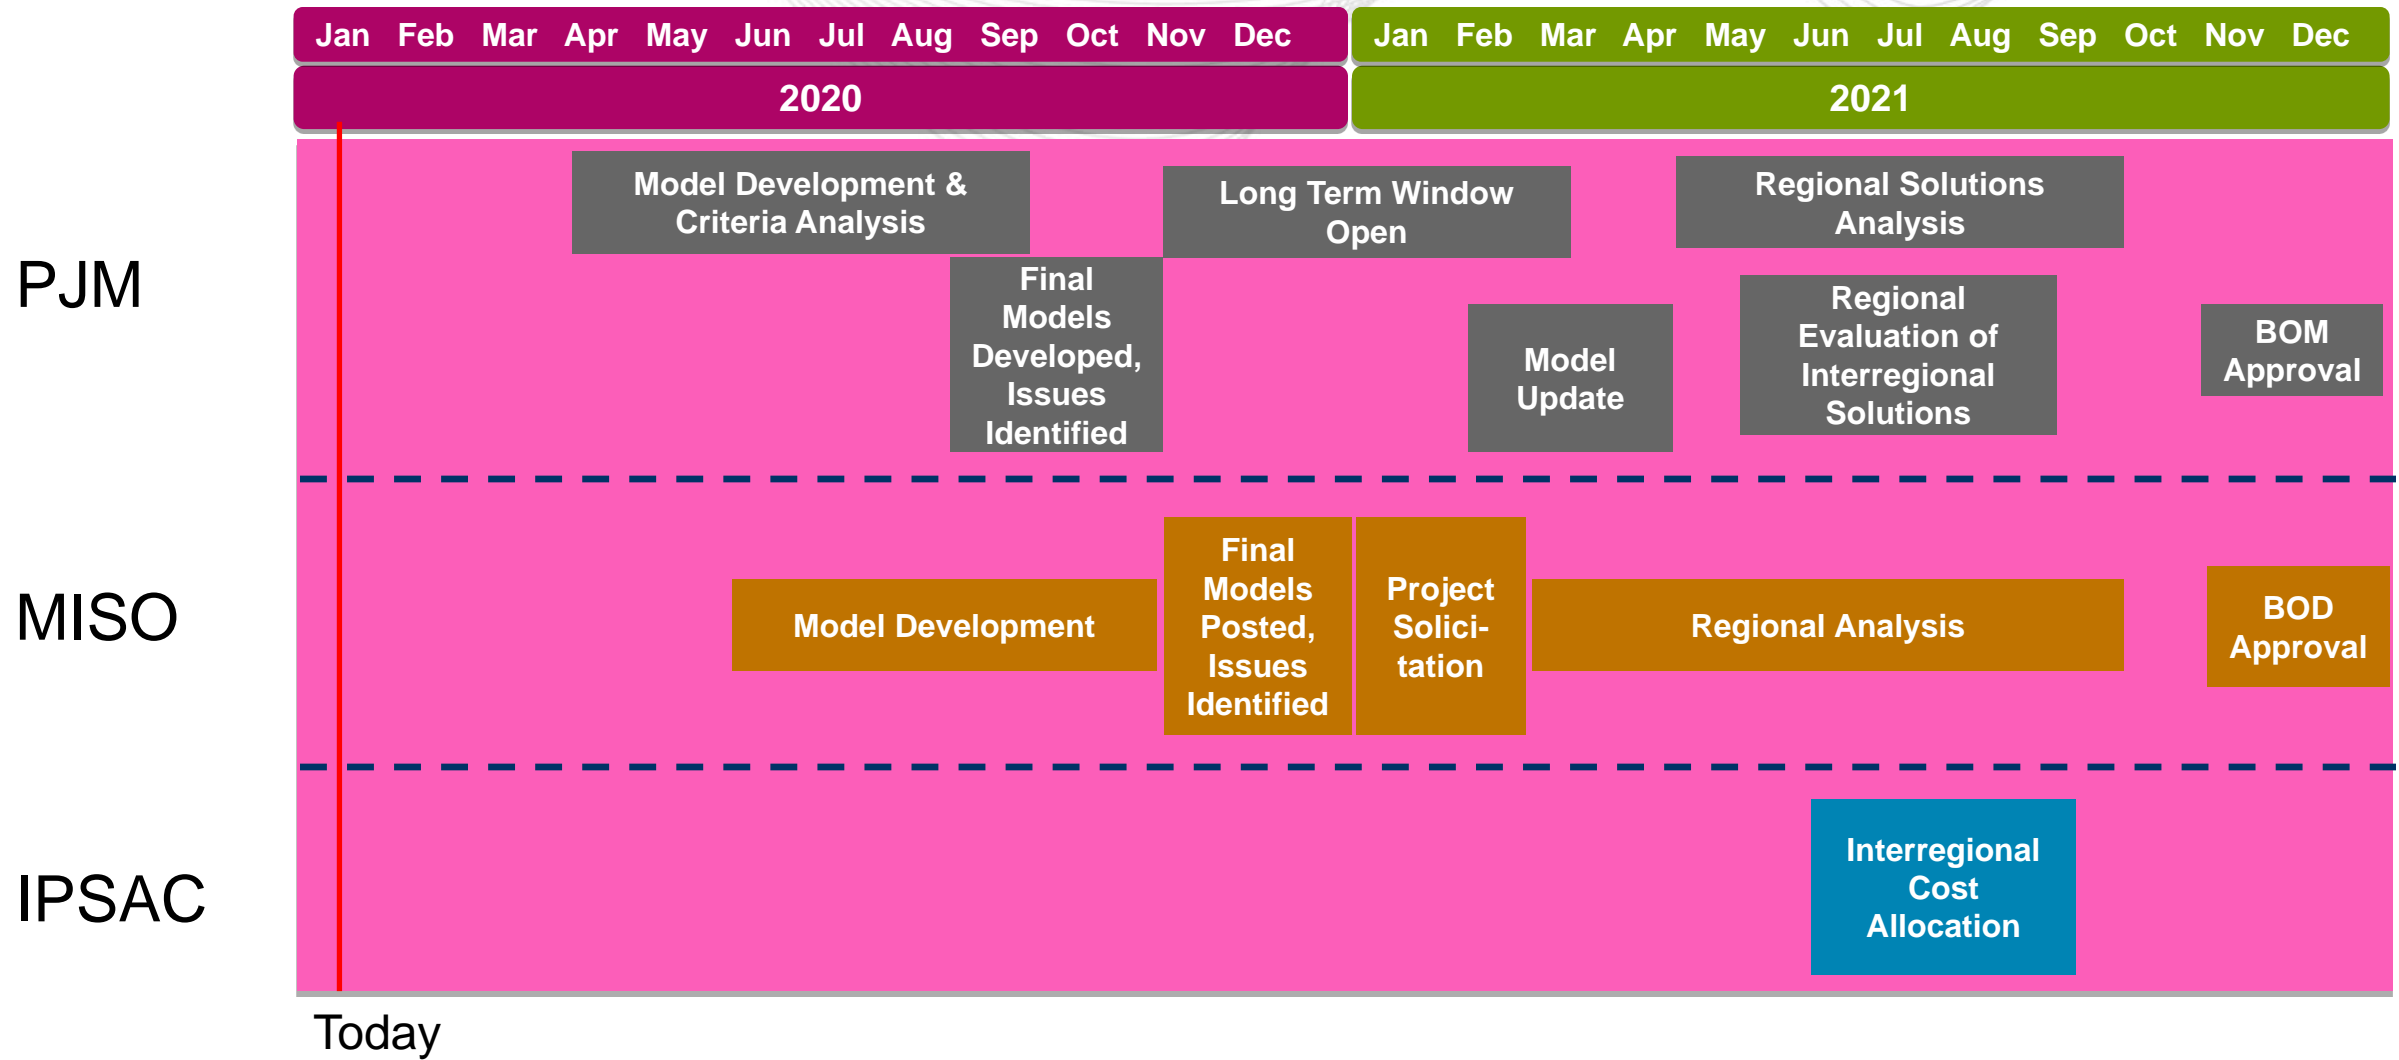 Jan Feb Mar Apr May Jun Jul Aug Sep Oct Nov Dec
Jan Feb Mar Apr May Jun Jul Aug Sep Oct Nov Dec
2020
2021
PJM
Model Development &
Criteria Analysis
Final
Models
Developed,
Issues
Identified
Long Term Window
Open
Model
Update
Regional Solutions
Analysis
Regional
Evaluation of
Interregional
Solutions
BOM
Approval
MISO
Model Development
Final
Models
Posted,
Issues
Identified
Project
Solici-
tation
Regional Analysis
BOD
Approval
IPSAC
Interregional
Cost
Allocation
Today